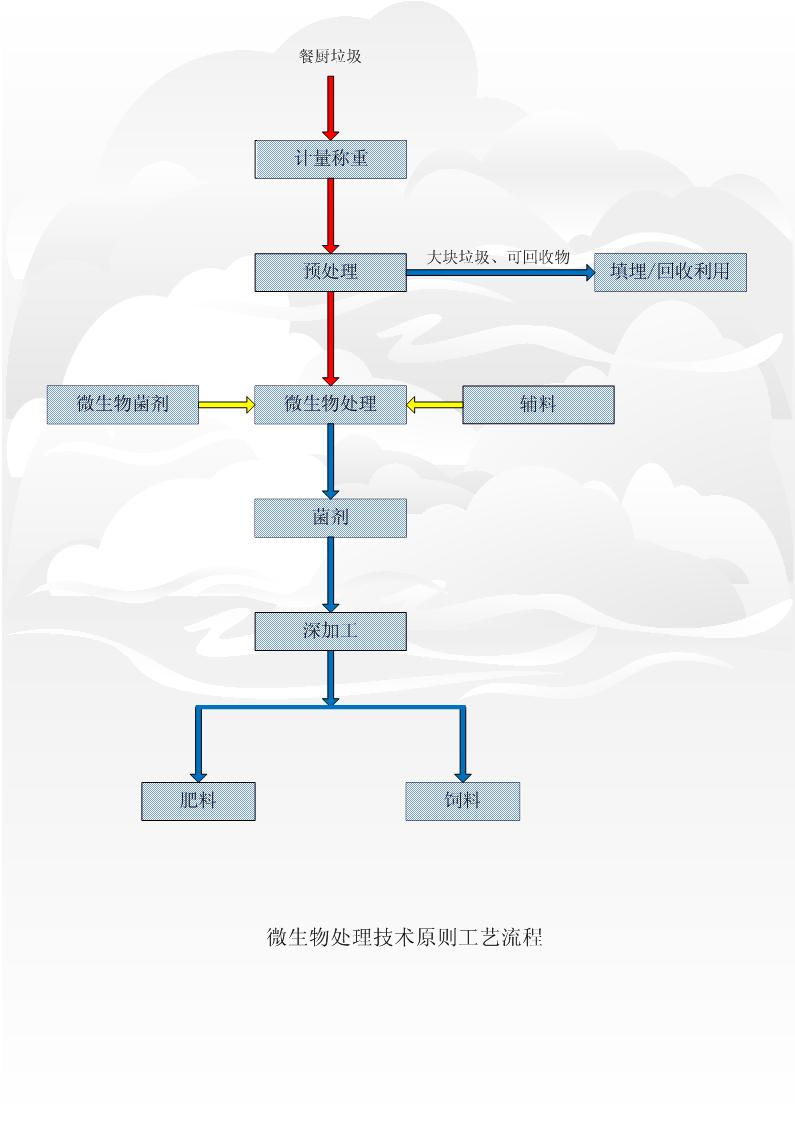 餐厨垃圾
计量称重
预处理
大块垃圾、可回收物
填埋/回收利用
微生物菌剂
微生物处理
辅料
菌剂
深加工
肥料
饲料
微生物处理技术原则工艺流程